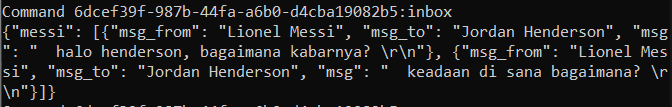 Command 6dcef39f-987b-44fa-a6b0-d4cba19082b5:inbox
{"messi": [{"msg_from": "Lionel Messi", "msg_to": "Jordan Henderson", "msg
": "  halo henderson, bagaimana kabarnya? \r\n"}, {"msg_from": "Lionel Mes
si", "msg_to": "Jordan Henderson", "msg": "  keadaan di sana bagaimana? \r
\n"}]}